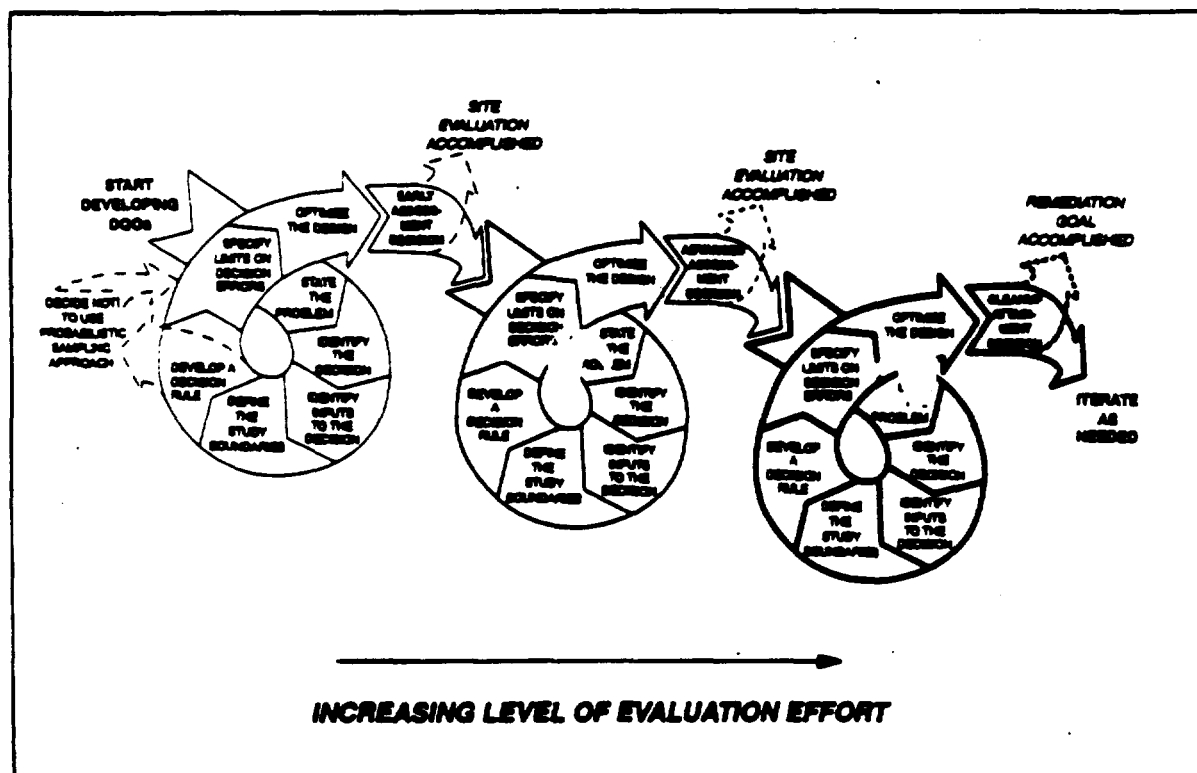 START
DEVELOPING
DQOs
DECIDE NOT
TO USE
PROBABILISTIC
SAMPLING
APPROACH
OPTIMIZE
THE DESIGN
SPECIFY
LIMITS ON
DECISION
ERRORS
STATE
THE
PROBLEM
IDENTIFY
THE
DECISION
IDENTIFY
INPUTS
TO THE
DECISION
DEFINE
THE
STUDY
BOUNDARIES
DEVELOP A
DECISION
RULE
EARLY
ASSESS-
MENT
DECISION
SITE
EVALUATION
ACCOMPLISHED
OPTIMIZE
THE DESIGN
SPECIFY
LIMITS ON
DECISION
ERRORS
STATE
THE
IDENTIFY
THE
DECISION
IDENTIFY
INPUTS
TO THE
DECISION
DEFINE
THE
STUDY
BOUNDARIES
DEVELOP
A
DECISION
RULE
ADVANCED
ASSESS-
MENT
DECISION
SITE
EVALUATION
ACCOMPLISHED
OPTIMIZE
THE DESIGN
SPECIFY
LIMITS ON
DECISION
ERRORS
PROBLEM
IDENTIFY
THE
DECISION
IDENTIFY
INPUTS
TO THE
DECISION
DEFINE
THE
STUDY
BOUNDARIES
DEVELOP
A
DECISION
RULE
CLEANUP
ATTAIN-
MENT
DECISION
REMEDIATION
GOAL
ACCOMPLISHED
ITERATE
AS
NEEDED
INCREASING LEVEL OF EVALUATION EFFORT